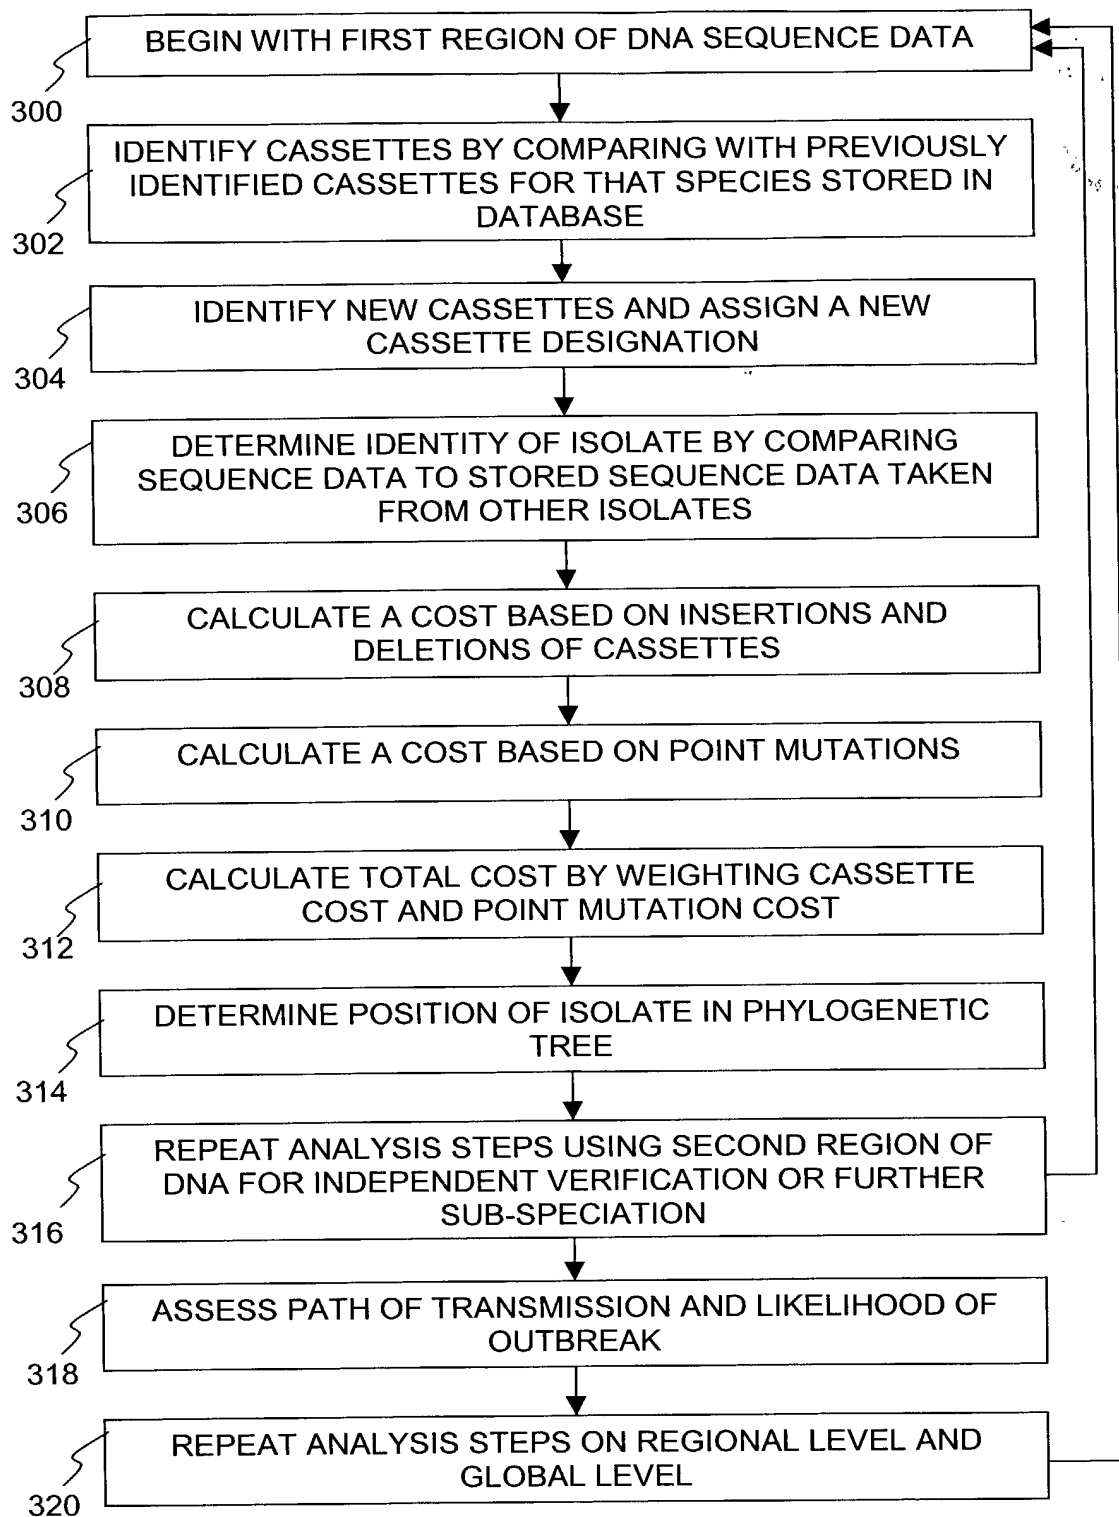 BEGIN WITH FIRST REGION OF DNA SEQUENCE DATA
300
IDENTIFY CASSETTES BY COMPARING WITH PREVIOUSLY
IDENTIFIED CASSETTES FOR THAT SPECIES STORED IN
DATABASE
302
IDENTIFY NEW CASSETTES AND ASSIGN A NEW
CASSETTE DESIGNATION
304
DETERMINE IDENTITY OF ISOLATE BY COMPARING
SEQUENCE DATA TO STORED SEQUENCE DATA TAKEN
FROM OTHER ISOLATES
306
CALCULATE A COST BASED ON INSERTIONS AND
DELETIONS OF CASSETTES
308
CALCULATE A COST BASED ON POINT MUTATIONS
310
CALCULATE TOTAL COST BY WEIGHTING CASSETTE
COST AND POINT MUTATION COST
312
DETERMINE POSITION OF ISOLATE IN PHYLOGENETIC
TREE
314
REPEAT ANALYSIS STEPS USING SECOND REGION OF
DNA FOR INDEPENDENT VERIFICATION OR FURTHER
SUB-SPECIATION
316
ASSESS PATH OF TRANSMISSION AND LIKELIHOOD OF
OUTBREAK
318
REPEAT ANALYSIS STEPS ON REGIONAL LEVEL AND
GLOBAL LEVEL
320